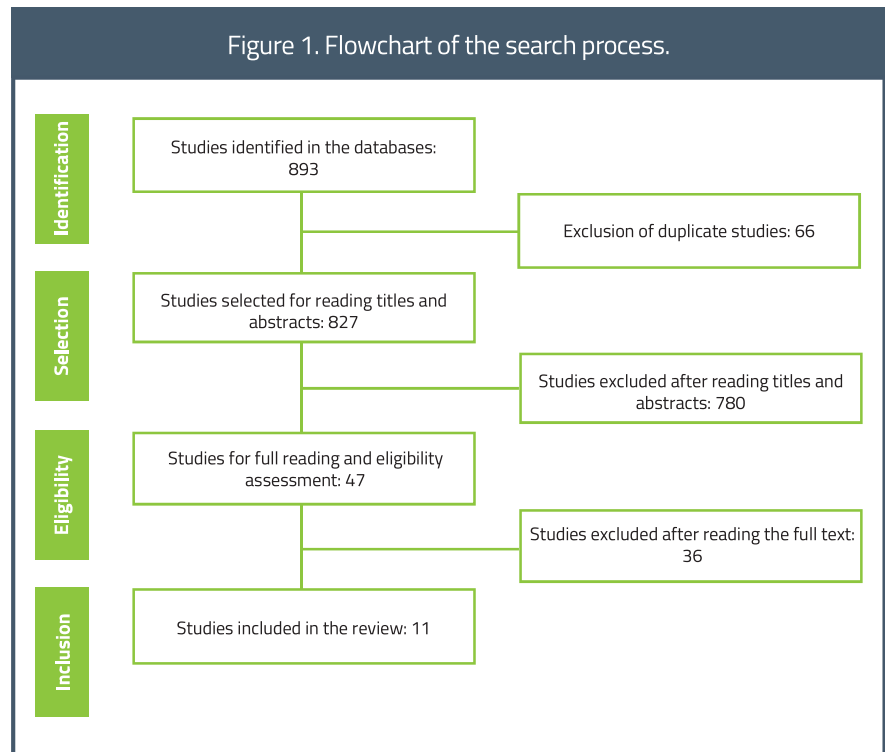 Figure 1. Flowchart of the search process.
Identification
Studies identified in the databases:
893
Exclusion of duplicate studies: 66
Selection
Studies selected for reading titles and
abstracts: 827
Studies excluded after reading titles and
abstracts: 780
Eligibility
Studies for full reading and eligibility
assessment: 47
Studies excluded after reading the full text:
36
Inclusion
Studies included in the review: 11